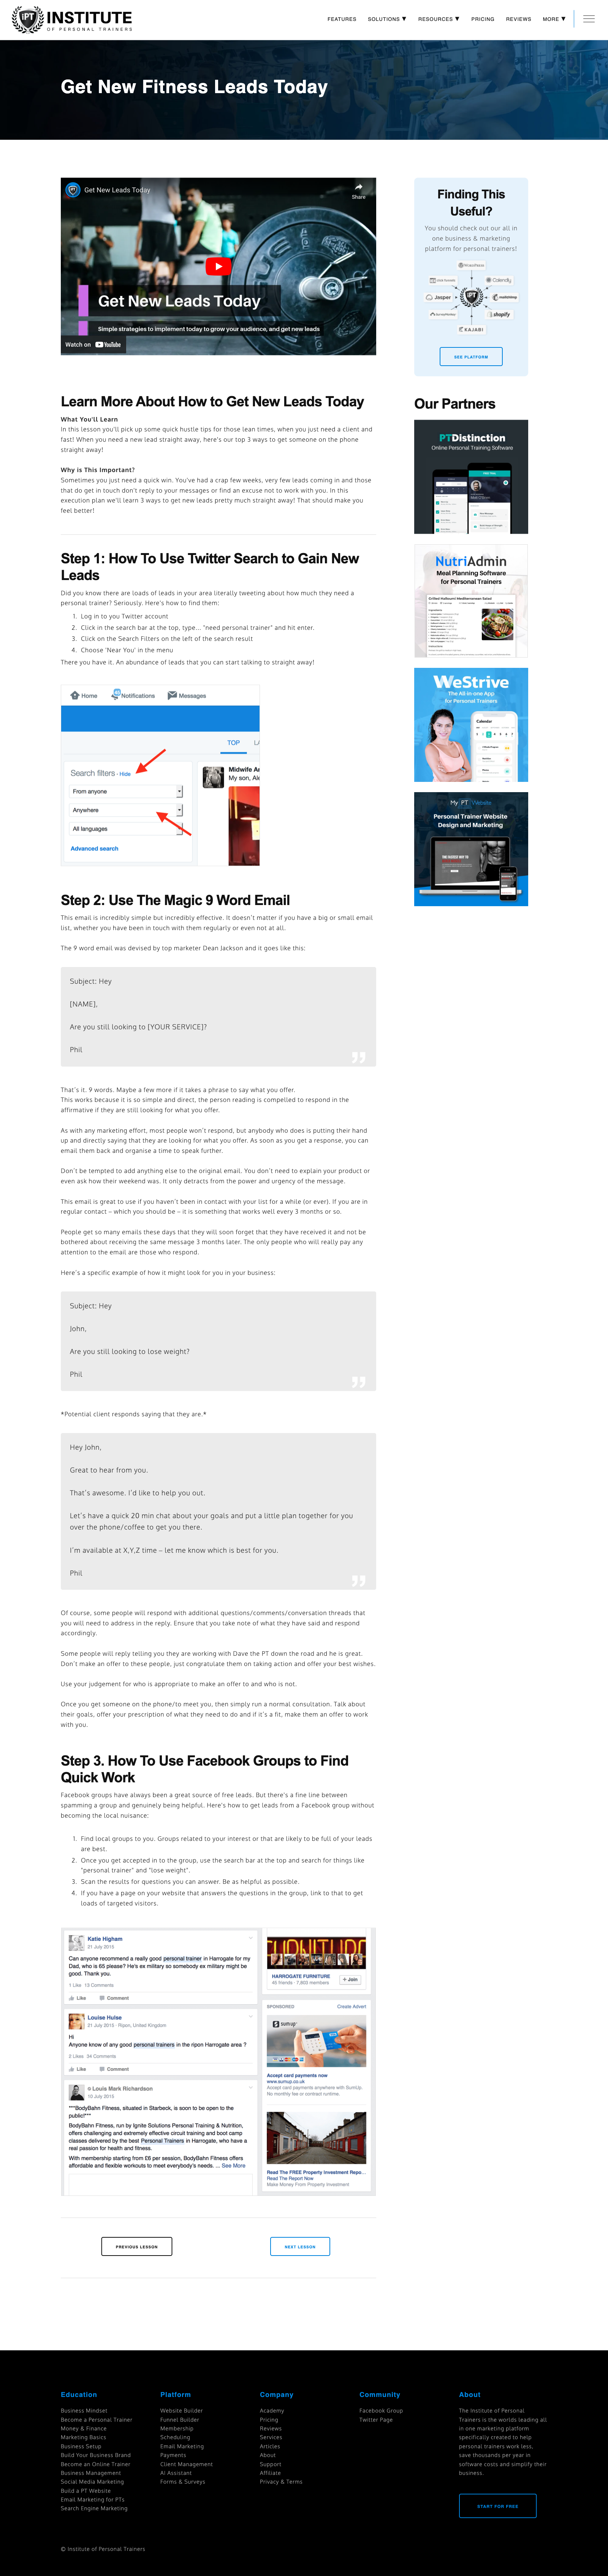 IPT INSTITUTE
OF PERSONAL TRAINERS
FEATURES SOLUTIONS RESOURCES PRICING REVIEWS MORE
Get New Fitness Leads Today
Get New Leads Today
Share
Get New Leads Today
Simple strategies to implement today to grow your audience, and get new leads
Watch on YouTube
Learn More About How to Get New Leads Today
What You'll Learn
In this lesson you'll pick up some quick hustle tips for those lean times, when you just need a client and
fast! When you need a new lead straight away, here's our top 3 ways to get someone on the phone
straight away!
Why is This Important?
Sometimes you just need a quick win. You've had a crap few weeks, very few leads coming in and those
that do get in touch don't reply to your messages or find an excuse not to work with you. In this
execution plan we'll learn 3 ways to get new leads pretty much straight away! That should make you
feel better!
Step 1: How To Use Twitter Search to Gain New
Leads
Did you know there are loads of leads in your area literally tweeting about how much they need a
personal trainer? Seriously. Here's how to find them:
1. Log in to you Twitter account
2. Click in the search bar at the top, type… "need personal trainer" and hit enter.
3. Click on the Search Filters on the left of the search result
4. Choose 'Near You' in the menu
There you have it. An abundance of leads that you can start talking to straight away!
Home Notifications Messages
TOP LA
Search filters · Hide
From anyone
Anywhere
All languages
Advanced search
Midwife A
My son, Ale
Step 2: Use The Magic 9 Word Email
This email is incredibly simple but incredibly effective. It doesn't matter if you have a big or small email
list, whether you have been in touch with them regularly or even not at all.
The 9 word email was devised by top marketer Dean Jackson and it goes like this:
Subject: Hey
[NAME],
Are you still looking to [YOUR SERVICE]?
Phil
That's it. 9 words. Maybe a few more if it takes a phrase to say what you offer.
This works because it is so simple and direct, the person reading is compelled to respond in the
affirmative if they are still looking for what you offer.
As with any marketing effort, most people won't respond, but anybody who does is putting their hand
up and directly saying that they are looking for what you offer. As soon as you get a response, you can
email them back and organise a time to speak further.
Don't be tempted to add anything else to the original email. You don't need to explain your product or
even ask how their weekend was. It only detracts from the power and urgency of the message.
This email is great to use if you haven't been in contact with your list for a while (or ever). If you are in
regular contact – which you should be – it is something that works well every 3 months or so.
People get so many emails these days that they will soon forget that they have received it and not be
bothered about receiving the same message 3 months later. The only people who will really pay any
attention to the email are those who respond.
Here's a specific example of how it might look for you in your business:
Subject: Hey
John,
Are you still looking to lose weight?
Phil
*Potential client responds saying that they are.*
Hey John,
Great to hear from you.
That's awesome. I'd like to help you out.
Let's have a quick 20 min chat about your goals and put a little plan together for you
over the phone/coffee to get you there.
I'm available at X,Y,Z time – let me know which is best for you.
Phil
Of course, some people will respond with additional questions/comments/conversation threads that
you will need to address in the reply. Ensure that you take note of what they have said and respond
accordingly.
Some people will reply telling you they are working with Dave the PT down the road and he is great.
Don't make an offer to these people, just congratulate them on taking action and offer your best wishes.
Use your judgement for who is appropriate to make an offer to and who is not.
Once you get someone on the phone/to meet you, then simply run a normal consultation. Talk about
their goals, offer your prescription of what they need to do and if it's a fit, make them an offer to work
with you.
Step 3. How To Use Facebook Groups to Find
Quick Work
Facebook groups have always been a great source of free leads. But there's a fine line between
spamming a group and genuinely being helpful. Here's how to get leads from a Facebook group without
becoming the local nuisance:
1. Find local groups to you. Groups related to your interest or that are likely to be full of your leads
are best.
2. Once you get accepted in to the group, use the search bar at the top and search for things like
"personal trainer" and "lose weight".
3. Scan the results for questions you can answer. Be as helpful as possible.
4. If you have a page on your website that answers the questions in the group, link to that to get
loads of targeted visitors.
Katie Higham
21 July 2015
Can anyone recommend a really good personal trainer in Harrogate for my
Dad, who is 65 please? He's ex military so somebody ex military might be
good. Thank you.
1 Like 13 Comments
Like Comment
Louise Hulse
21 July 2015 · Ripon, United Kingdom
Hi
Anyone know of any good personal trainers in the ripon Harrogate area ?
2 Likes 34 Comments
Like Comment
Louis Mark Richardson
10 July 2015
***BodyBahn Fitness, situated in Starbeck, is soon to be open to the
public!***
BodyBahn Fitness, run by Ignite Solutions Personal Training & Nutrition,
offers challenging and extremely effective circuit training and boot camp
classes delivered by the best Personal Trainers in Harrogate, who have a
real passion for health and fitness.
With membership starting from £6 per session, BodyBahn Fitness offers
affordable and flexible workouts to meet everybody's needs. ... See More
HARROGATE FURNITURE
45 friends · 7,803 members
+ Join
SPONSORED Create Advert
sumup
Accept card payments now
www.sumup.co.uk
Accept card payments anywhere with iSumUp.
No monthly fee or contract runtime.
Read The FREE Property Investment Repo...
Read The Report Now
Make Money From Property Investment
PREVIOUS LESSON
NEXT LESSON
Finding This
Useful?
You should check out our all in
one business & marketing
platform for personal trainers!
Calendly
Jasper
mailchimp
shopify
KAJABI
SEE PLATFORM
Our Partners
PTDistinction
Online Personal Training Software
NutriAdmin
Meal Planning Software
for Personal Trainers
Grilled Halloumi Mediterranean Salad
WeStrive
The All-in-one App
for Personal Trainers
Calendar
My PT Website
Personal Trainer Website
Design and Marketing
Education
Business Mindset
Become a Personal Trainer
Money & Finance
Marketing Basics
Business Setup
Build Your Business Brand
Become an Online Trainer
Business Management
Social Media Marketing
Build a PT Website
Email Marketing for PTs
Search Engine Marketing
Platform
Website Builder
Funnel Builder
Membership
Scheduling
Email Marketing
Payments
Client Management
AI Assistant
Forms & Surveys
Company
Academy
Pricing
Reviews
Services
Articles
About
Support
Affiliate
Privacy & Terms
Community
Facebook Group
Twitter Page
About
The Institute of Personal
Trainers is the worlds leading all
in one marketing platform
specifically created to help
personal trainers work less,
save thousands per year in
software costs and simplify their
business.
START FOR FREE
© Institute of Personal Trainers